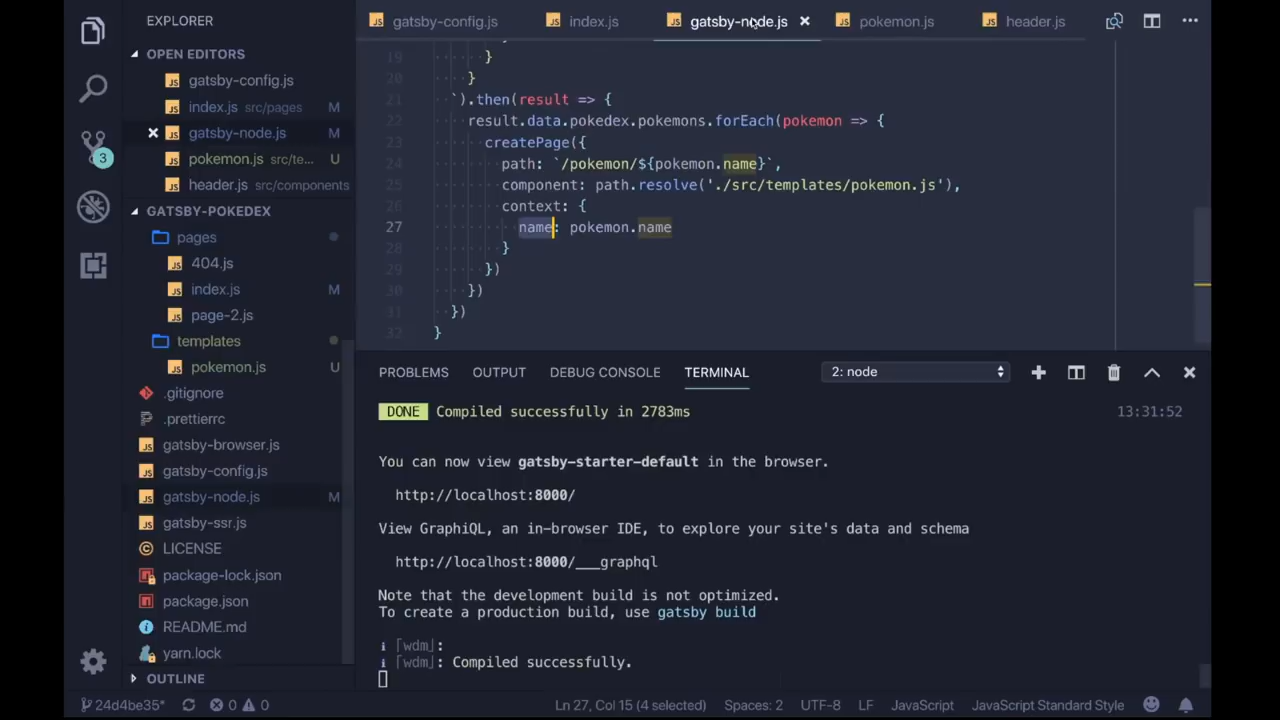 EXPLORER
OPEN EDITORS
gatsby-config.js
index.js src/pages M
gatsby-node.js M
pokemon.js src/te... U
header.js src/components
GATSBY-POKEDEX
pages
404.js
index.js M
page-2.js
templates
pokemon.js U
.gitignore
.prettierrc
gatsby-browser.js
gatsby-config.js
gatsby-node.js M
gatsby-ssr.js
LICENSE
package-lock.json
package.json
README.md
yarn.lock
OUTLINE
3
gatsby-config.js index.js gatsby-node.js pokemon.js header.js
19 }
20 }
21 `).then(result => {
22 result.data.pokedex.pokemons.forEach(pokemon => {
23 createPage({
24 path: `/pokemon/${pokemon.name}`,
25 component: path.resolve('./src/templates/pokemon.js'),
26 context: {
27 name: pokemon.name
28 }
29 })
30 })
31 })
32 }
PROBLEMS OUTPUT DEBUG CONSOLE TERMINAL 2: node
DONE Compiled successfully in 2783ms 13:31:52
You can now view gatsby-starter-default in the browser.
http://localhost:8000/
View GraphiQL, an in-browser IDE, to explore your site's data and schema
http://localhost:8000/___graphql
Note that the development build is not optimized.
To create a production build, use gatsby build
ℹ ｢wdm｣:
ℹ ｢wdm｣: Compiled successfully.
24d4be35* 0 0 Ln 27, Col 15 (4 selected) Spaces: 2 UTF-8 LF JavaScript JavaScript Standard Style